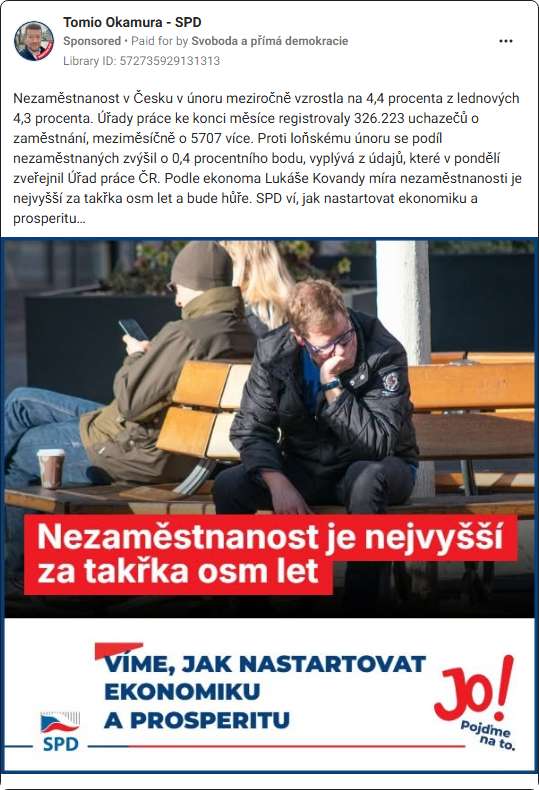 Tomio Okamura - SPD
Sponsored • Paid for by Svoboda a přímá demokracie
Library ID: 572735929131313
Nezaměstnanost v Česku v únoru meziročně vzrostla na 4,4 procenta z lednových
4,3 procenta. Úřady práce ke konci měsíce registrovaly 326.223 uchazečů o
zaměstnání, meziměsíčně o 5707 více. Proti loňskému únoru se podíl
nezaměstnaných zvýšil o 0,4 procentního bodu, vyplývá z údajů, které v pondělí
zveřejnil Úřad práce ČR. Podle ekonoma Lukáše Kovandy míra nezaměstnanosti je
nejvyšší za takřka osm let a bude hůře. SPD ví, jak nastartovat ekonomiku a
prosperitu...
Nezaměstnanost je nejvyšší
za takřka osm let
VÍME, JAK NASTARTOVAT
EKONOMIKU
A PROSPERITU
SPD
Jo!
Pojďme
na to.